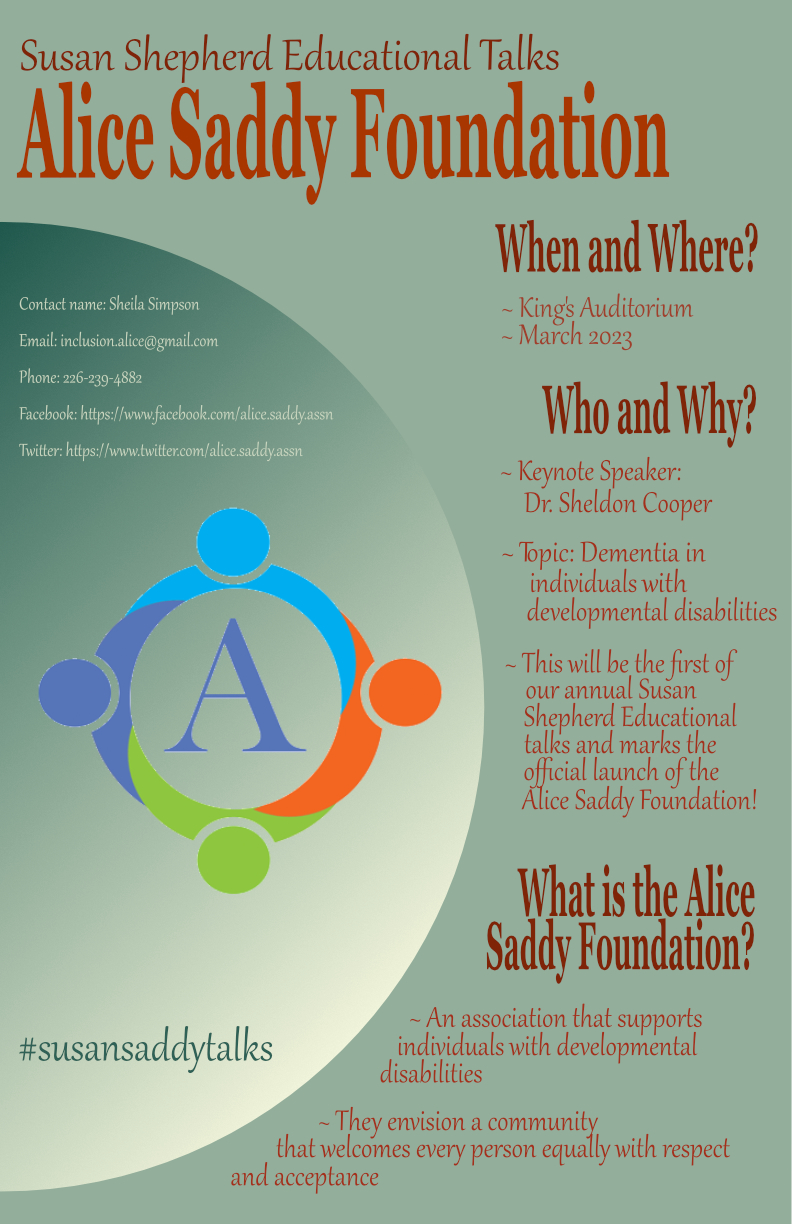 Susan Shepherd Educational Talks
Alice Saddy Foundation
When and Where?
~ King's Auditorium
~ March 2023
Contact name: Sheila Simpson
Email: inclusion.alice@gmail.com
Phone: 226-239-4882
Facebook: https://www.facebook.com/alice.saddy.assn
Twitter: https://www.twitter.com/alice.saddy.assn
Who and Why?
~ Keynote Speaker:
Dr. Sheldon Cooper
~ Topic: Dementia in
individuals with
developmental disabilities
~ This will be the first of
our annual Susan
Shepherd Educational
talks and marks the
official launch of the
Alice Saddy Foundation!
A
What is the Alice
Saddy Foundation?
~ An association that supports
individuals with developmental
disabilities
~ They envision a community
that welcomes every person equally with respect
and acceptance
#susansaddytalks